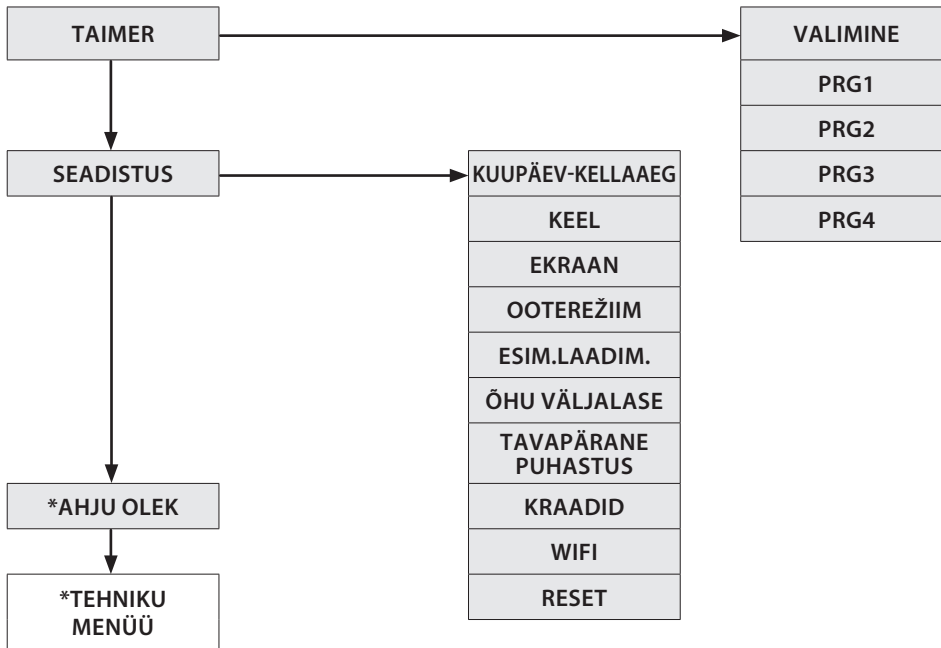 TAIMER
VALIMINE
PRG1
PRG2
PRG3
PRG4
SEADISTUS
KUUPÄEV-KELLAAEG
KEEL
EKRAAN
OOTEREŽIIM
ESIM.LAADIM.
ÕHU VÄLJALASE
TAVAPÄRANE
PUHASTUS
KRAADID
WIFI
RESET
*AHJU OLEK
*TEHNIKU
MENÜÜ